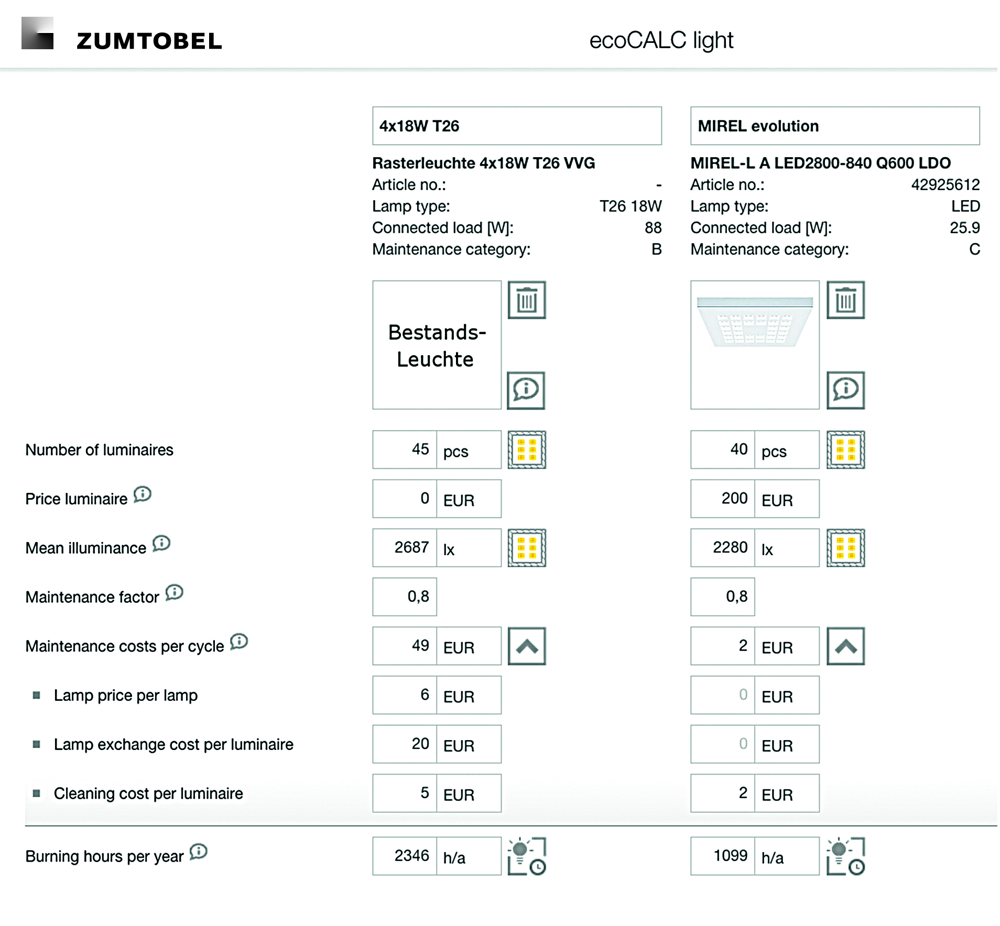 ZUMTOBEL
ecoCALC light
4x18W T26
MIREL evolution
Rasterleuchte 4x18W T26 VVG
MIREL-L A LED2800-840 Q600 LDO
Article no.: -
Article no.: 42925612
Lamp type: T26 18W
Lamp type: LED
Connected load [W]: 88
Connected load [W]: 25.9
Maintenance category: B
Maintenance category: C
Bestands-
Leuchte
Number of luminaires 45 pcs 40 pcs
Price luminaire 0 EUR 200 EUR
Mean illuminance 2687 lx 2280 lx
Maintenance factor 0,8 0,8
Maintenance costs per cycle 49 EUR 2 EUR
Lamp price per lamp 6 EUR 0 EUR
Lamp exchange cost per luminaire 20 EUR 0 EUR
Cleaning cost per luminaire 5 EUR 2 EUR
Burning hours per year 2346 h/a 1099 h/a